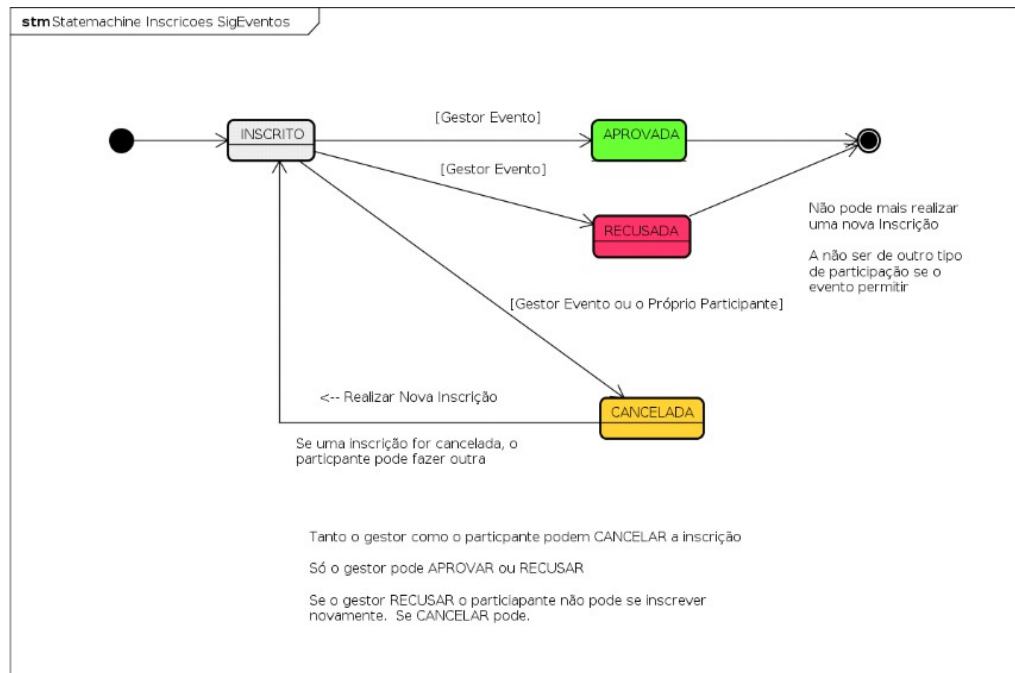 stm Statemachine Inscricoes SigEventos
INSCRITO
[Gestor Evento]
APROVADA
[Gestor Evento]
RECUSADA
Não pode mais realizar
uma nova Inscrição
A não ser de outro tipo
de participação se o
evento permitir
[Gestor Evento ou o Próprio Participante]
<-- Realizar Nova Inscrição
CANCELADA
Se uma inscrição for cancelada, o
particpante pode fazer outra
Tanto o gestor como o particpante podem CANCELAR a inscrição
Só o gestor pode APROVAR ou RECUSAR
Se o gestor RECUSAR o particiapante não pode se inscrever
novamente.  Se CANCELAR pode.